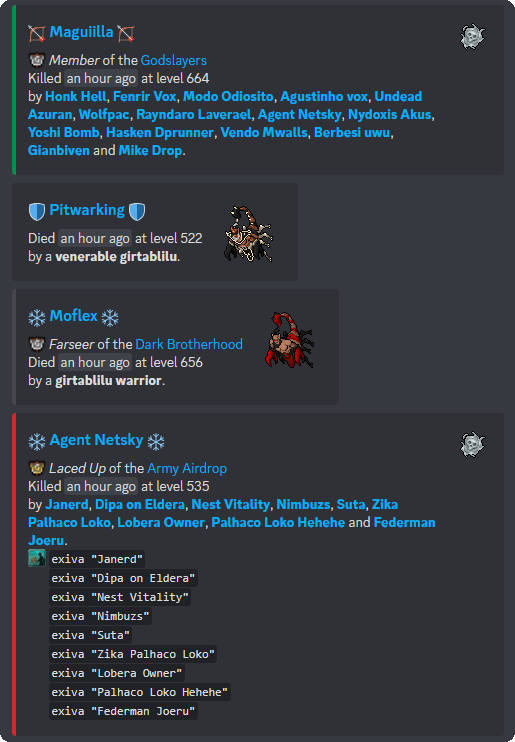 Maguiilla
Member of the Godslayers
Killed an hour ago at level 664
by Honk Hell, Fenrir Vox, Modo Odiosito, Agustinho vox, Undead
Azuran, Wolfpac, Rayndaro Laverael, Agent Netsky, Nydoxis Akus,
Yoshi Bomb, Hasken Dprunner, Vendo Mwalls, Berbesi uwu,
Gianbiven and Mike Drop.
Pitwarking
Died an hour ago at level 522
by a venerable girtablilu.
Moflex
Farseer of the Dark Brotherhood
Died an hour ago at level 656
by a girtablilu warrior.
Agent Netsky
Laced Up of the Army Airdrop
Killed an hour ago at level 535
by Janerd, Dipa on Eldera, Nest Vitality, Nimbuzs, Suta, Zika
Palhaco Loko, Lobera Owner, Palhaco Loko Hehehe and Federman
Joeru.
exiva "Janerd"
exiva "Dipa on Eldera"
exiva "Nest Vitality"
exiva "Nimbuzs"
exiva "Suta"
exiva "Zika Palhaco Loko"
exiva "Lobera Owner"
exiva "Palhaco Loko Hehehe"
exiva "Federman Joeru"